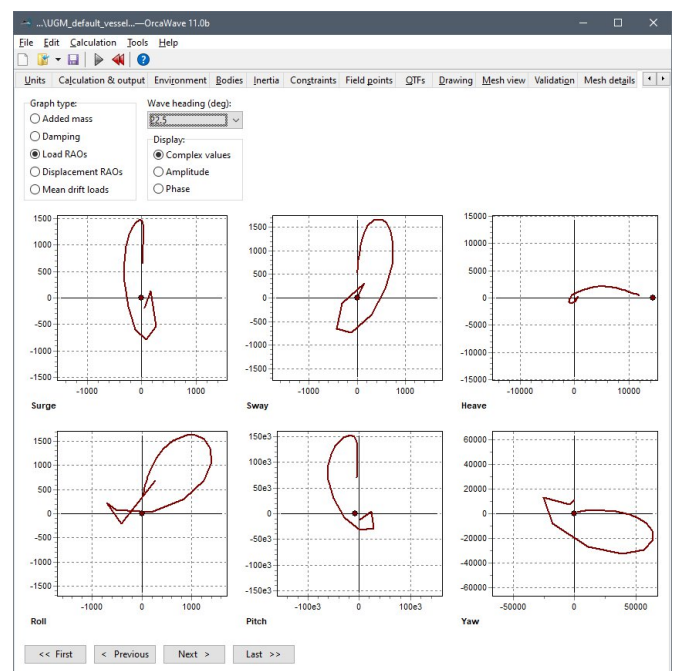 ...\UGM_default_vessel...—OrcaWave 11.0b
File Edit Calculation Tools Help
Units Calculation & output Environment Bodies Inertia Constraints Field points QTFs Drawing Mesh view Validation Mesh details
Graph type:
Added mass
Damping
Load RAOs
Displacement RAOs
Mean drift loads
Wave heading (deg):
22.5
Display:
Complex values
Amplitude
Phase
1500
1000
500
0
-500
-1000
-1500
-1000 0 1000
Surge
1500
1000
500
0
-500
-1000
-1500
-1000 0 1000
Sway
15000
10000
5000
0
-5000
-10000
-15000
-10000 0 10000
Heave
1500
1000
500
0
-500
-1000
-1500
-1000 0 1000
Roll
150e3
100e3
50e3
0
-50e3
-100e3
-150e3
-100e3 0 100e3
Pitch
60000
40000
20000
0
-20000
-40000
-60000
-50000 0 50000
Yaw
<< First < Previous Next > Last >>